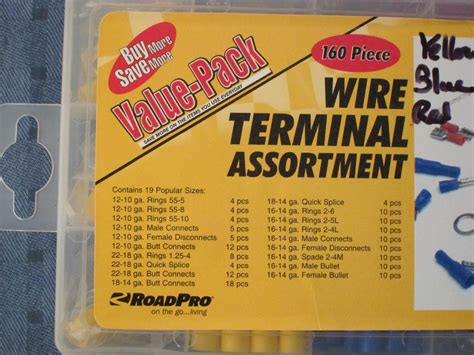 Buy More
Save More
Value-Pack
SAVE MORE ON THE ITEMS YOU USE EVERYDAY
160 Piece
WIRE
TERMINAL
ASSORTMENT
Yellow
Blue
Red
Contains 19 Popular Sizes:
12-10 ga. Rings 55-5 4 pcs
12-10 ga. Rings 55-8 4 pcs
12-10 ga. Rings 55-10 4 pcs
12-10 ga. Male Connects 5 pcs
12-10 ga. Female Disconnects 5 pcs
12-10 ga. Butt Connects 12 pcs
22-18 ga. Rings 1.25-4 8 pcs
22-18 ga. Quick Splice 4 pcs
22-18 ga. Butt Connects 12 pcs
18-14 ga. Butt Connects 18 pcs
18-14 ga. Quick Splice 4 pcs
16-14 ga. Rings 2-6 10 pcs
16-14 ga. Rings 2-5L 10 pcs
16-14 ga. Rings 2-4L 10 pcs
16-14 ga. Male Connects 10 pcs
16-14 ga. Female Disconnects 10 pcs
16-14 ga. Spade 2-4M 10 pcs
16-14 ga. Male Bullet 10 pcs
16-14 ga. Female Bullet 10 pcs
ROADPRO
on the go...living